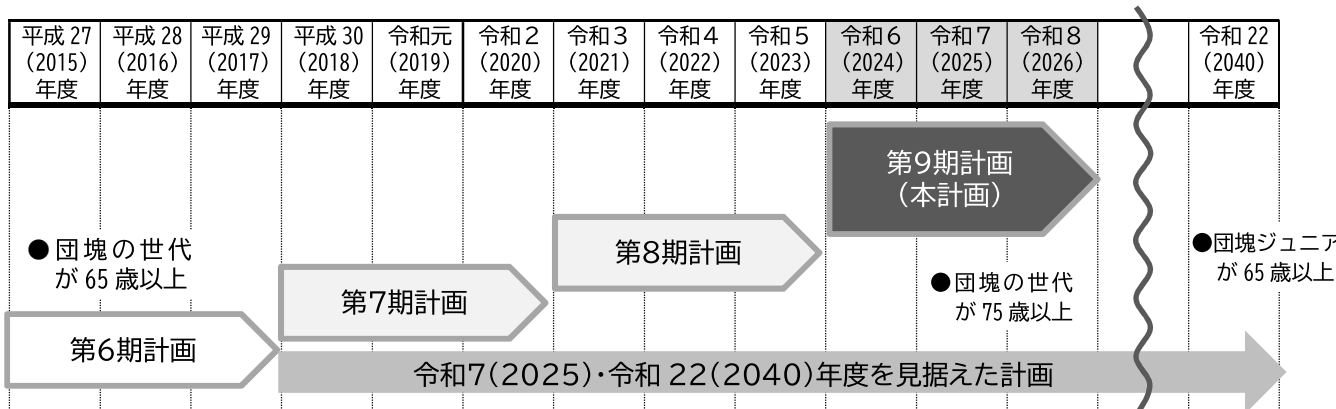 平成 27
(2015)
年度
平成 28
(2016)
年度
平成 29
(2017)
年度
平成 30
(2018)
年度
令和元
(2019)
年度
令和2
(2020)
年度
令和3
(2021)
年度
令和4
(2022)
年度
令和5
(2023)
年度
令和6
(2024)
年度
令和7
(2025)
年度
令和8
(2026)
年度
令和 22
(2040)
年度
第9期計画
(本計画)
第8期計画
●団塊の世代
が 65 歳以上
●団塊ジュニア
が 65 歳以上
第7期計画
●団塊の世代
が 75 歳以上
第6期計画
令和7(2025)・令和 22(2040)年度を見据えた計画